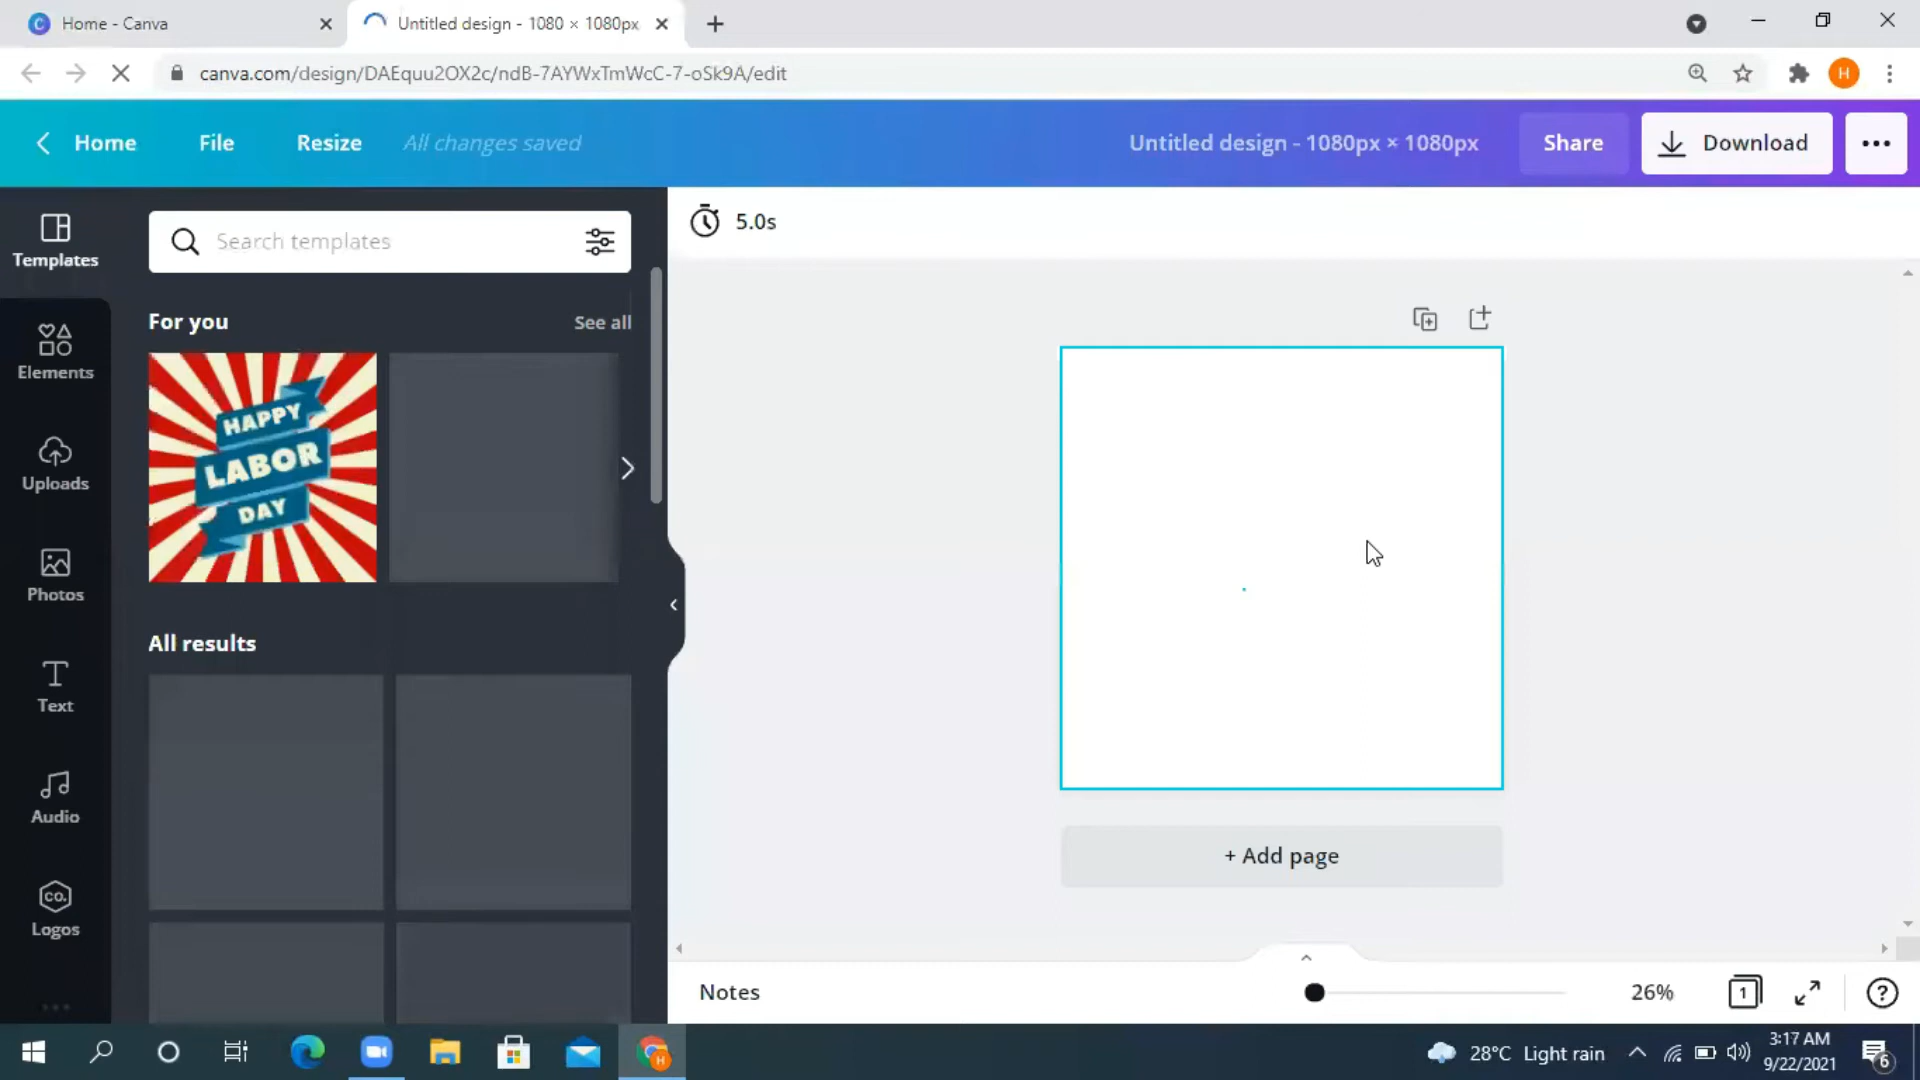 Home - Canva
Untitled design - 1080 × 1080px
canva.com/design/DAEquu2OX2c/ndB-7AYWxTmWcC-7-oSk9A/edit
H
Home
File
Resize
All changes saved
Untitled design - 1080px × 1080px
Share
Download
Templates
Search templates
5.0s
For you
See all
Elements
HAPPY
LABOR
DAY
Uploads
Photos
All results
Text
Audio
+ Add page
co.
Logos
Notes
26%
1
?
H
28°C Light rain
3:17 AM
9/22/2021
6